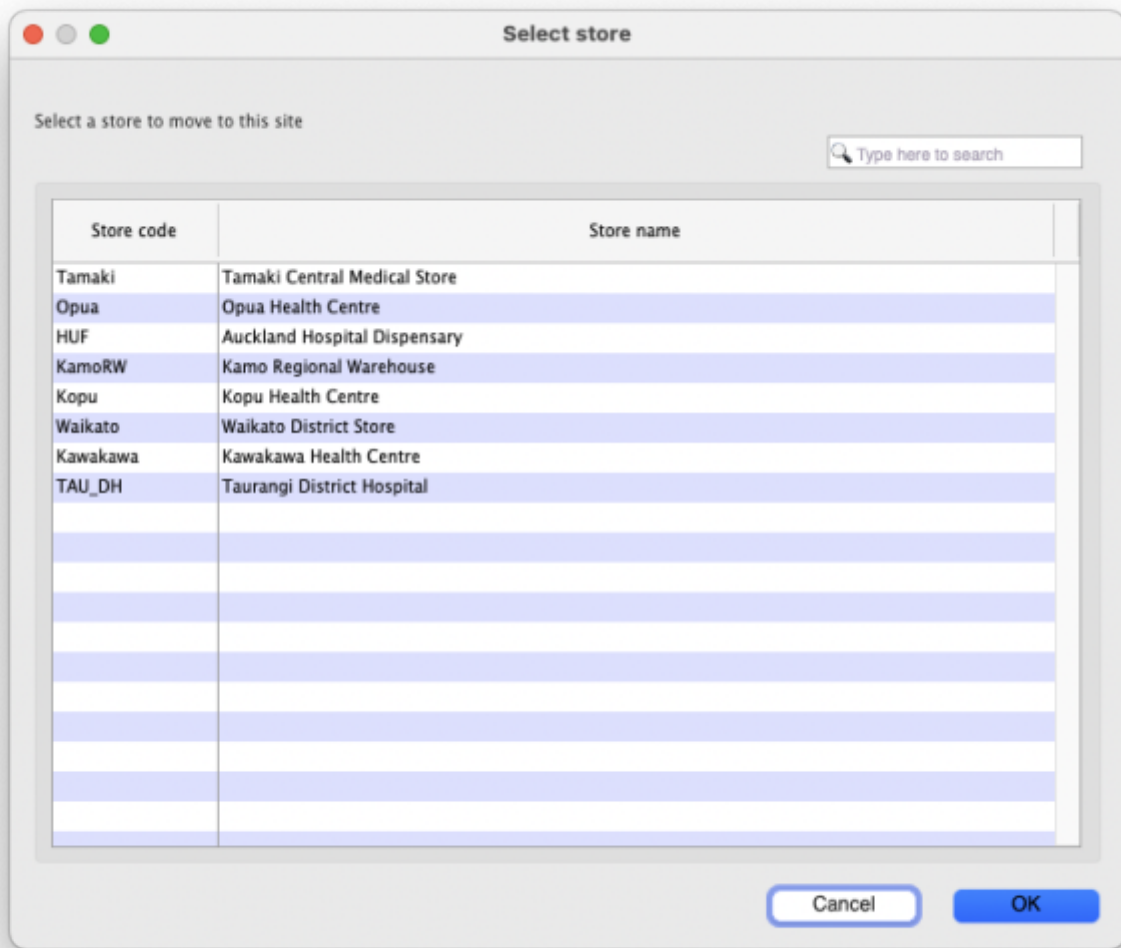 Select store
Select a store to move to this site
Type here to search
Store code Store name
Tamaki Tamaki Central Medical Store
Opua Opua Health Centre
HUF Auckland Hospital Dispensary
KamoRW Kamo Regional Warehouse
Kopu Kopu Health Centre
Waikato Waikato District Store
Kawakawa Kawakawa Health Centre
TAU_DH Taurangi District Hospital
Cancel OK